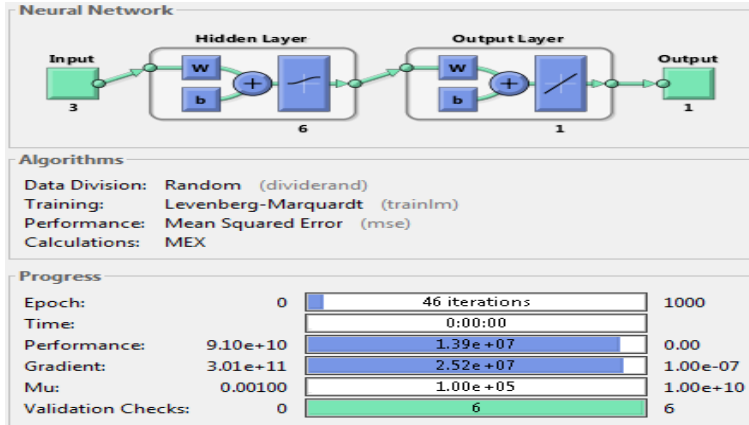 Neural Network
Hidden Layer Output Layer
Input Output
W W
b b
3 6 1 1
Algorithms
Data Division: Random (dividerand)
Training: Levenberg-Marquardt (trainlm)
Performance: Mean Squared Error (mse)
Calculations: MEX
Progress
Epoch: 0 46 iterations 1000
Time: 0:00:00
Performance: 9.10e+10 1.39e+07 0.00
Gradient: 3.01e+11 2.52e+07 1.00e-07
Mu: 0.00100 1.00e+05 1.00e+10
Validation Checks: 0 6 6